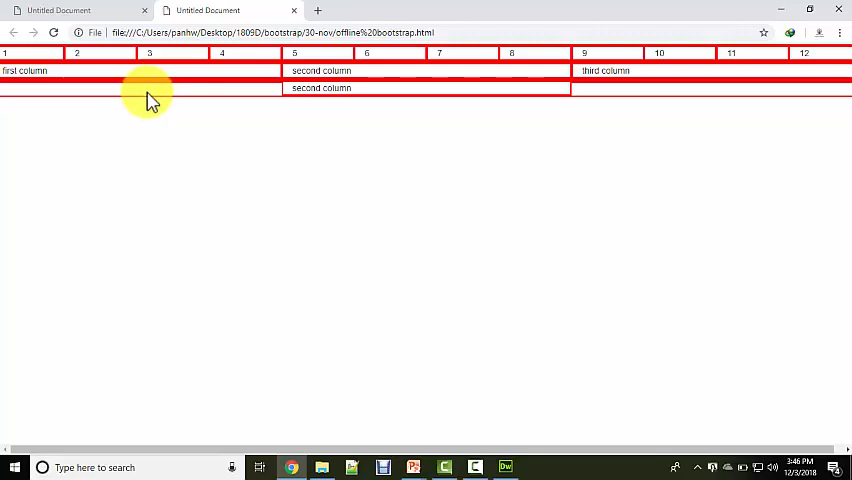 Untitled Document
Untitled Document
File
file:///C:/Users/panhw/Desktop/1809D/bootstrap/30-nov/offline%20bootstrap.html
1 2 3 4 5 6 7 8 9 10 11 12
first column second column third column
second column
Type here to search
Dw
3:46 PM
12/3/2018
4